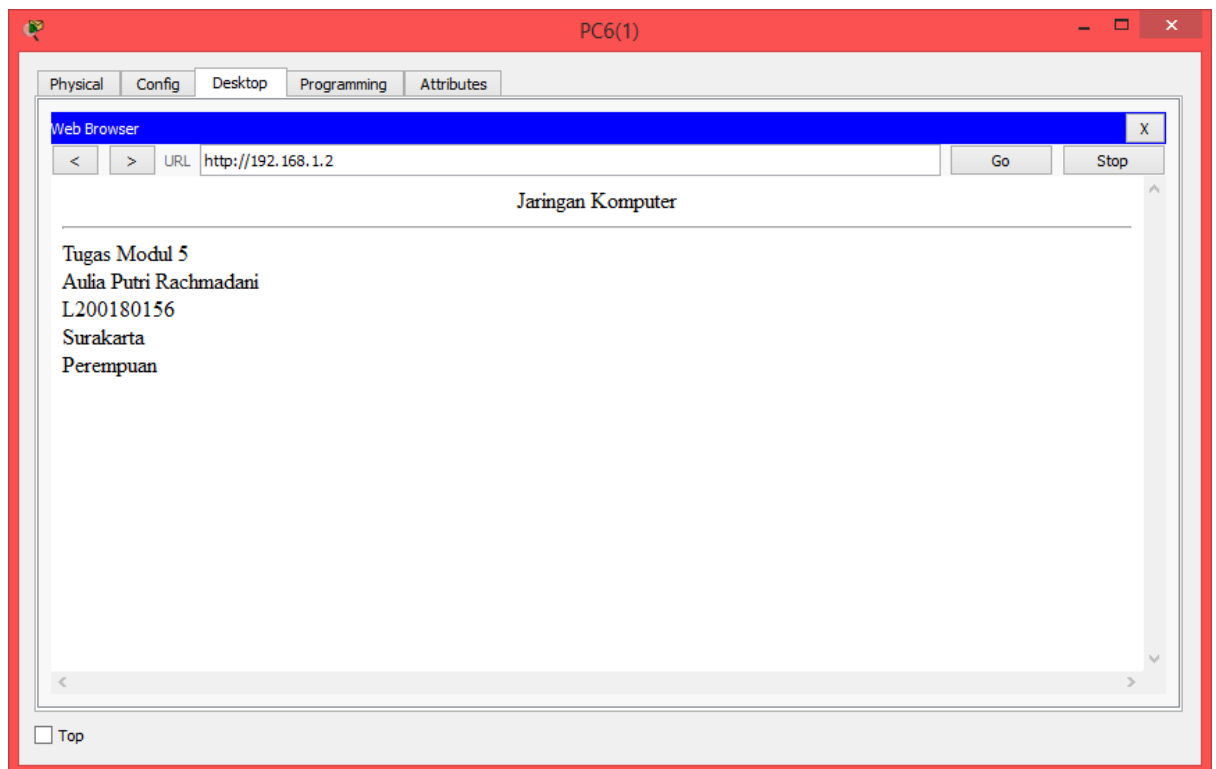 PC6(1)
Physical Config Desktop Programming Attributes
Web Browser X
< > URL http://192.168.1.2 Go Stop
Jaringan Komputer
Tugas Modul 5
Aulia Putri Rachmadani
L200180156
Surakarta
Perempuan
Top